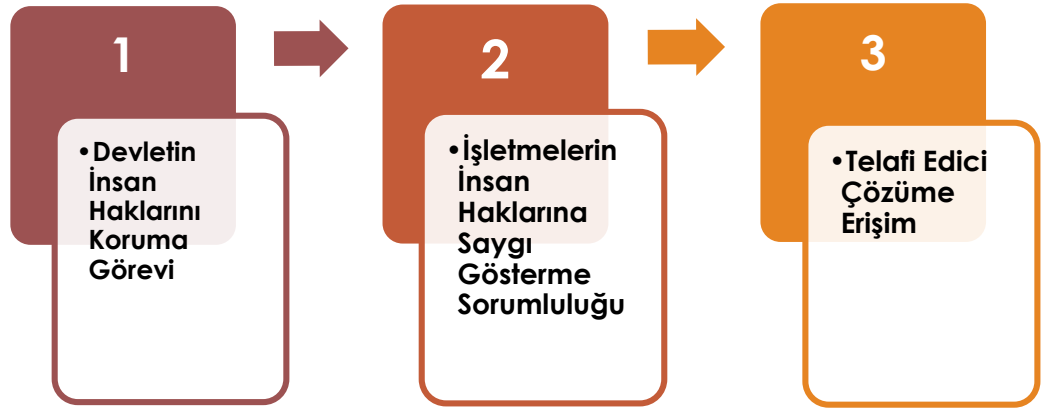 1
•Devletin
İnsan
Haklarını
Koruma
Görevi
2
•İşletmelerin
İnsan
Haklarına
Saygı
Gösterme
Sorumluluğu
3
•Telafi Edici
Çözüme
Erişim